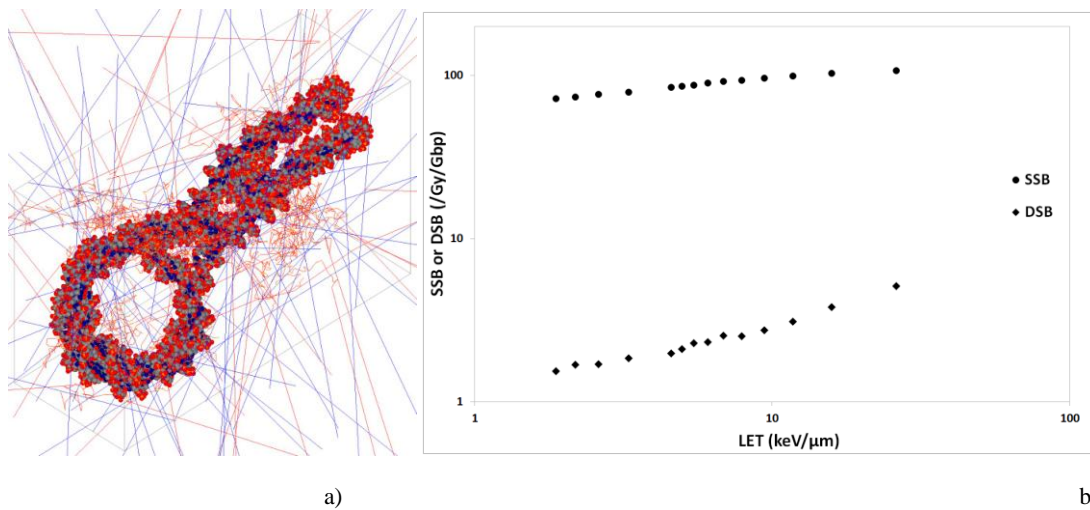 100
10
1
SSB or DSB (/Gy/Gbp)
1
10
100
LET (keV/μm)
SSB
DSB
a)
b